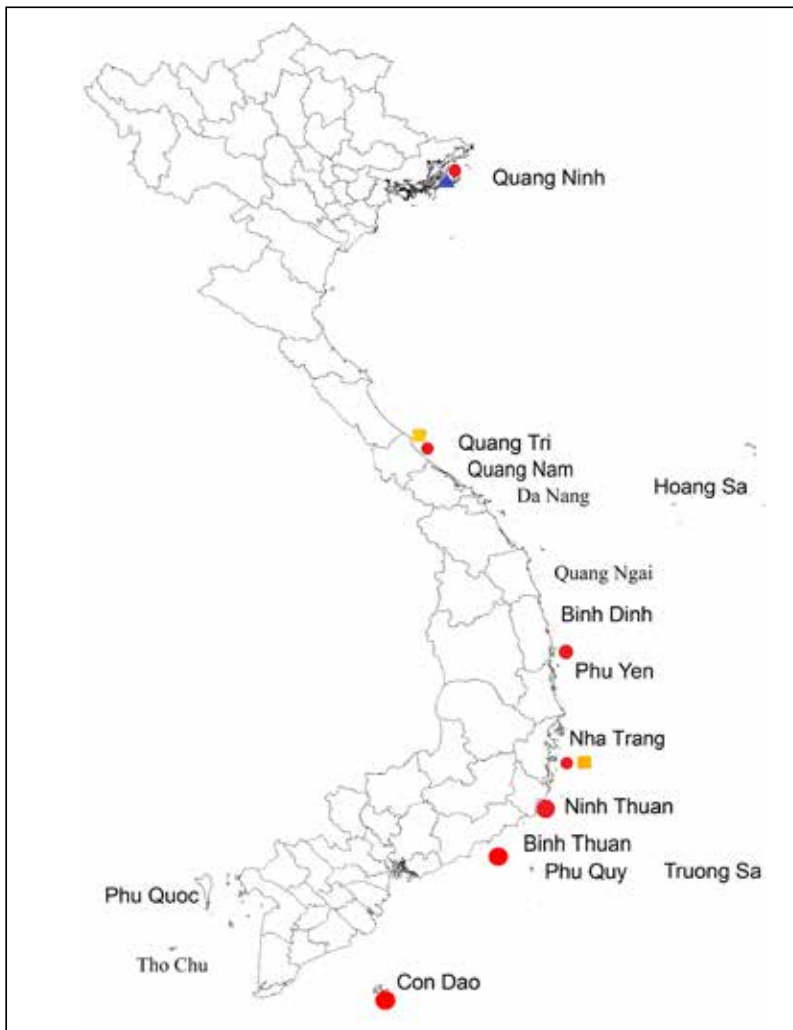 Quang Ninh
Quang Tri
Quang Nam
Da Nang
Hoang Sa
Quang Ngai
Binh Dinh
Phu Yen
Nha Trang
Ninh Thuan
Binh Thuan
Phu Quy
Truong Sa
Phu Quoc
Tho Chu
Con Dao